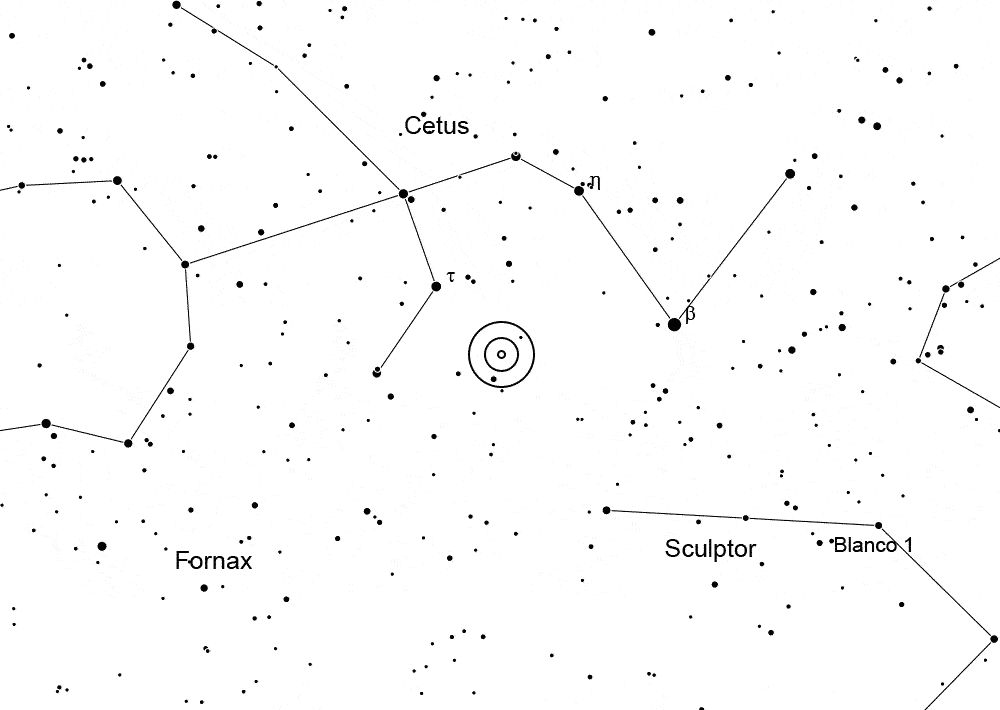 Cetus
η
τ
β
Sculptor
Blanco 1
Fornax